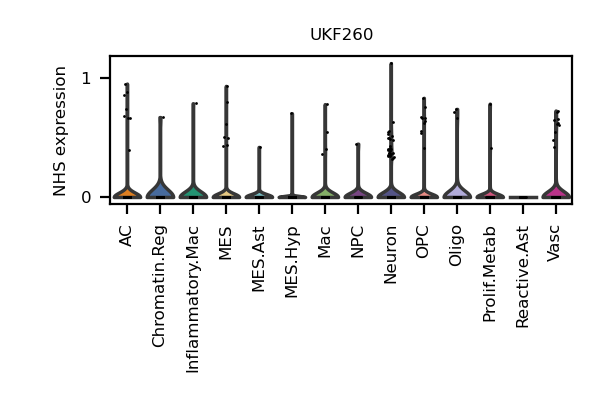 UKF260
NHS expression
1
0
AC
Chromatin.Reg
Inflammatory.Mac
MES
MES.Ast
MES.Hyp
Mac
NPC
Neuron
OPC
Oligo
Prolif.Metab
Reactive.Ast
Vasc